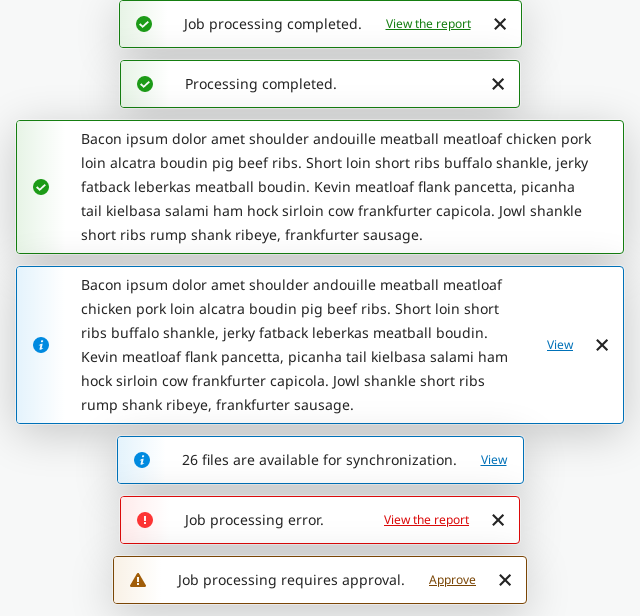 Job processing completed. View the report
Processing completed.
Bacon ipsum dolor amet shoulder andouille meatball meatloaf chicken pork
loin alcatra boudin pig beef ribs. Short loin short ribs buffalo shankle, jerky
fatback leberkas meatball boudin. Kevin meatloaf flank pancetta, picanha
tail kielbasa salami ham hock sirloin cow frankfurter capicola. Jowl shankle
short ribs rump shank ribeye, frankfurter sausage.
Bacon ipsum dolor amet shoulder andouille meatball meatloaf
chicken pork loin alcatra boudin pig beef ribs. Short loin short
ribs buffalo shankle, jerky fatback leberkas meatball boudin.
Kevin meatloaf flank pancetta, picanha tail kielbasa salami ham
hock sirloin cow frankfurter capicola. Jowl shankle short ribs
rump shank ribeye, frankfurter sausage.
View
26 files are available for synchronization. View
Job processing error. View the report
Job processing requires approval. Approve